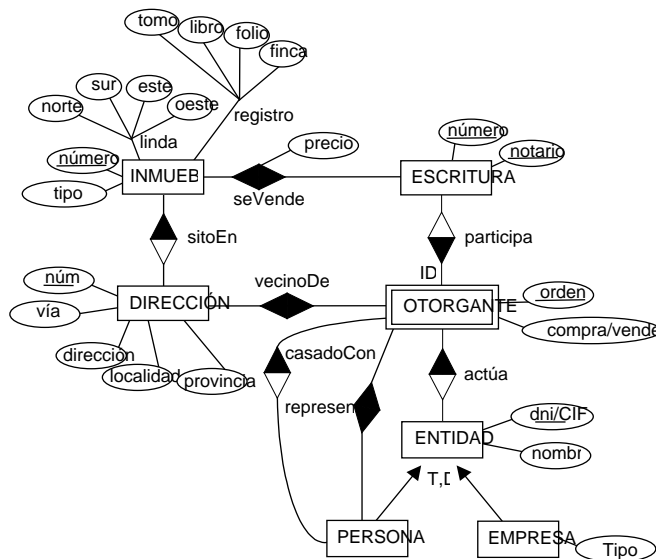 tomo
libro
folio
finca
sur
este
norte
oeste
registro
linda
precio
número
notario
número
tipo
INMUEB
seVende
ESCRITURA
sitoEn
participa
ID
núm
vía
DIRECCIÓN
vecinoDe
OTORGANTE
orden
compra/vende
dirección
localidad
provincia
casadoCon
represen
actúa
dni/CIF
ENTIDAD
nombr
T,D
PERSONA
EMPRESA
Tipo